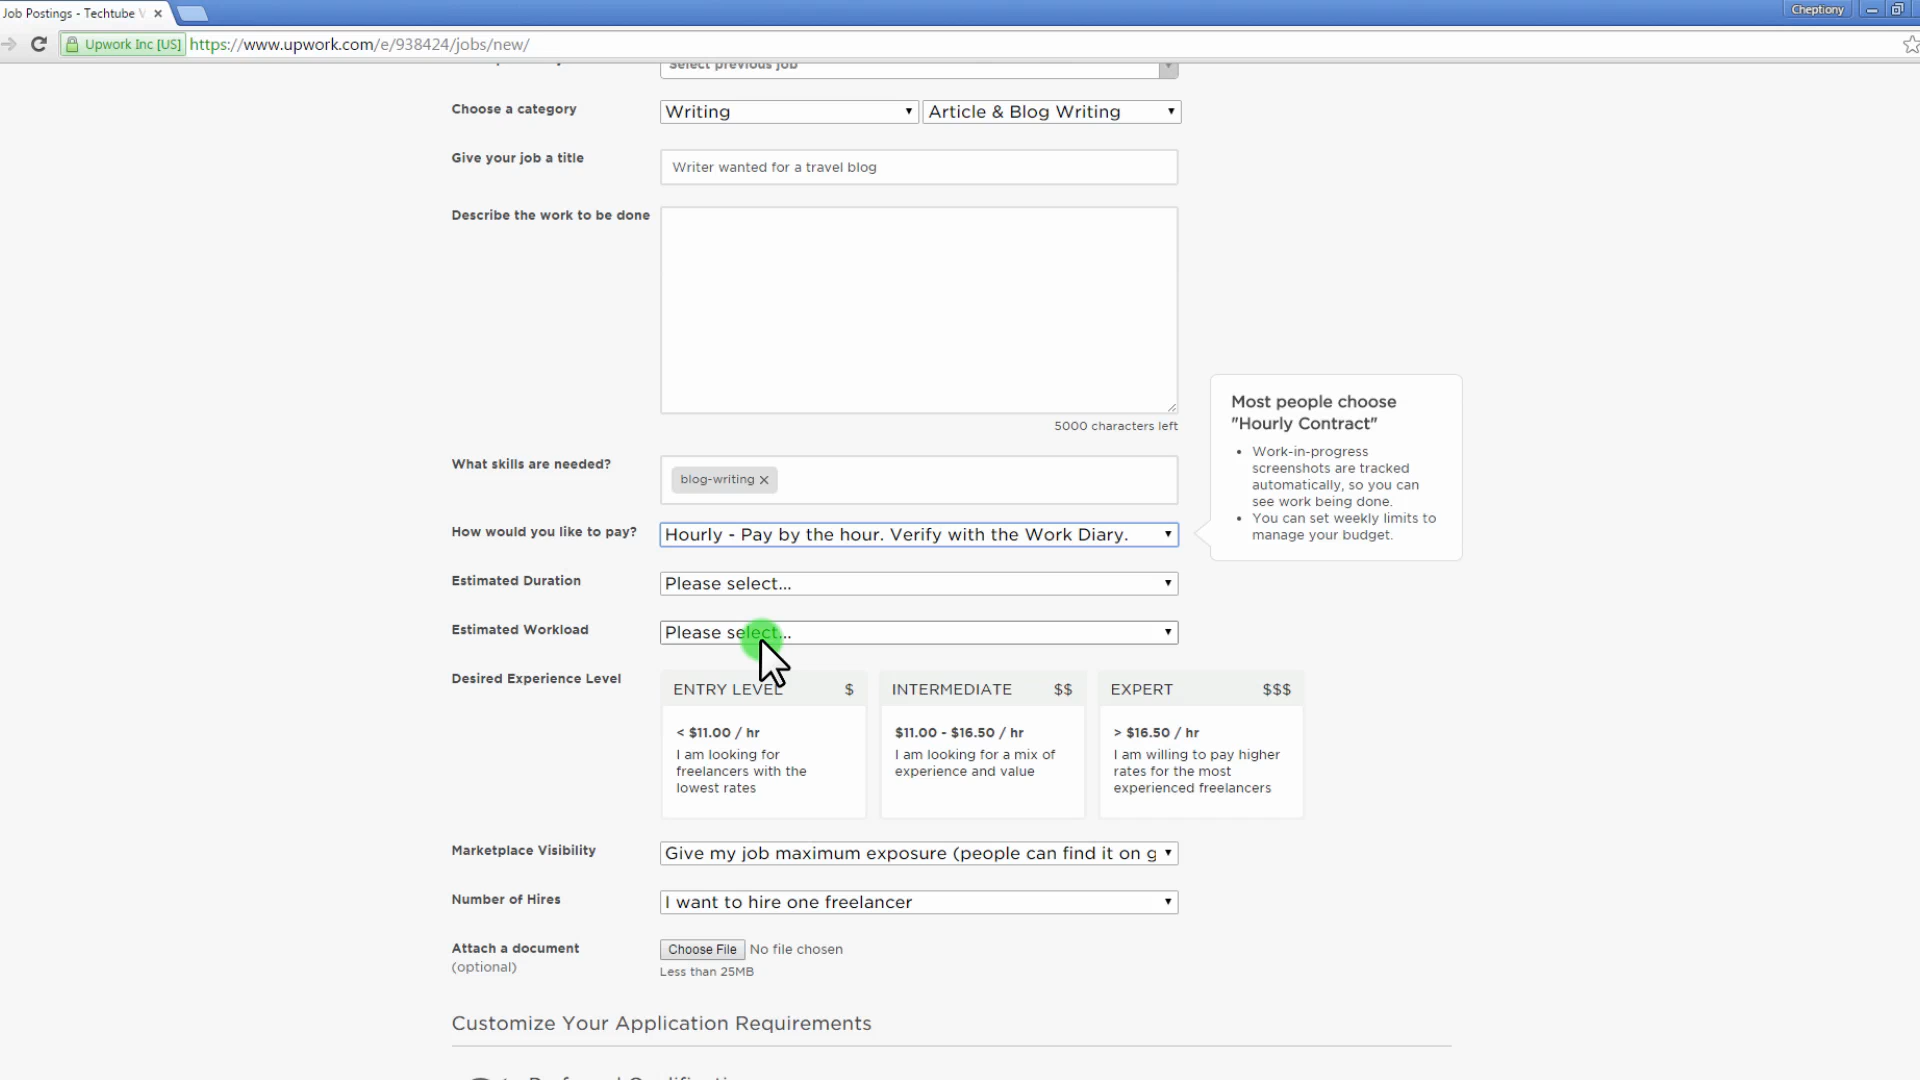 Job Postings - Techtube V
Cheptiony
Upwork Inc [US] https://www.upwork.com/e/938424/jobs/new/
Select previous job
Choose a category Writing Article & Blog Writing
Give your job a title Writer wanted for a travel blog
Describe the work to be done
5000 characters left
Most people choose
"Hourly Contract"
Work-in-progress
screenshots are tracked
automatically, so you can
see work being done.
You can set weekly limits to
manage your budget.
What skills are needed? blog-writing
How would you like to pay? Hourly - Pay by the hour. Verify with the Work Diary.
Estimated Duration Please select...
Estimated Workload Please select...
Desired Experience Level
ENTRY LEVEL $
< $11.00 / hr
I am looking for
freelancers with the
lowest rates
INTERMEDIATE $$
$11.00 - $16.50 / hr
I am looking for a mix of
experience and value
EXPERT $$$
> $16.50 / hr
I am willing to pay higher
rates for the most
experienced freelancers
Marketplace Visibility Give my job maximum exposure (people can find it on g
Number of Hires I want to hire one freelancer
Attach a document Choose File No file chosen
(optional) Less than 25MB
Customize Your Application Requirements